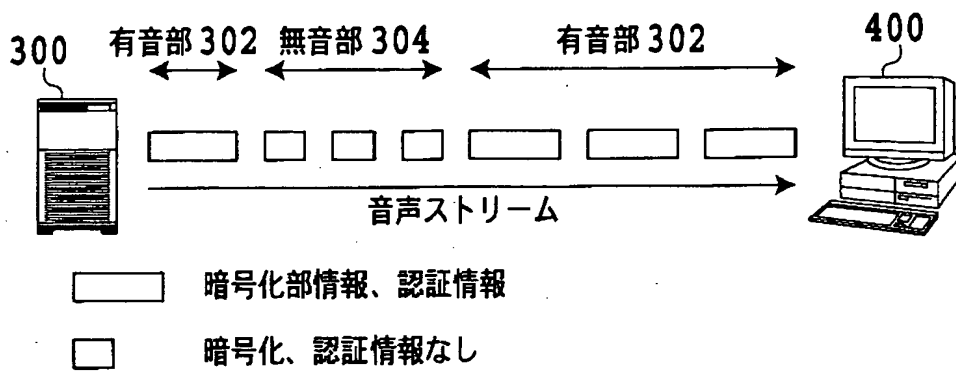 300
有音部 302 無音部 304 有音部 302
400
音声ストリーム
暗号化部情報、認証情報
暗号化、認証情報なし